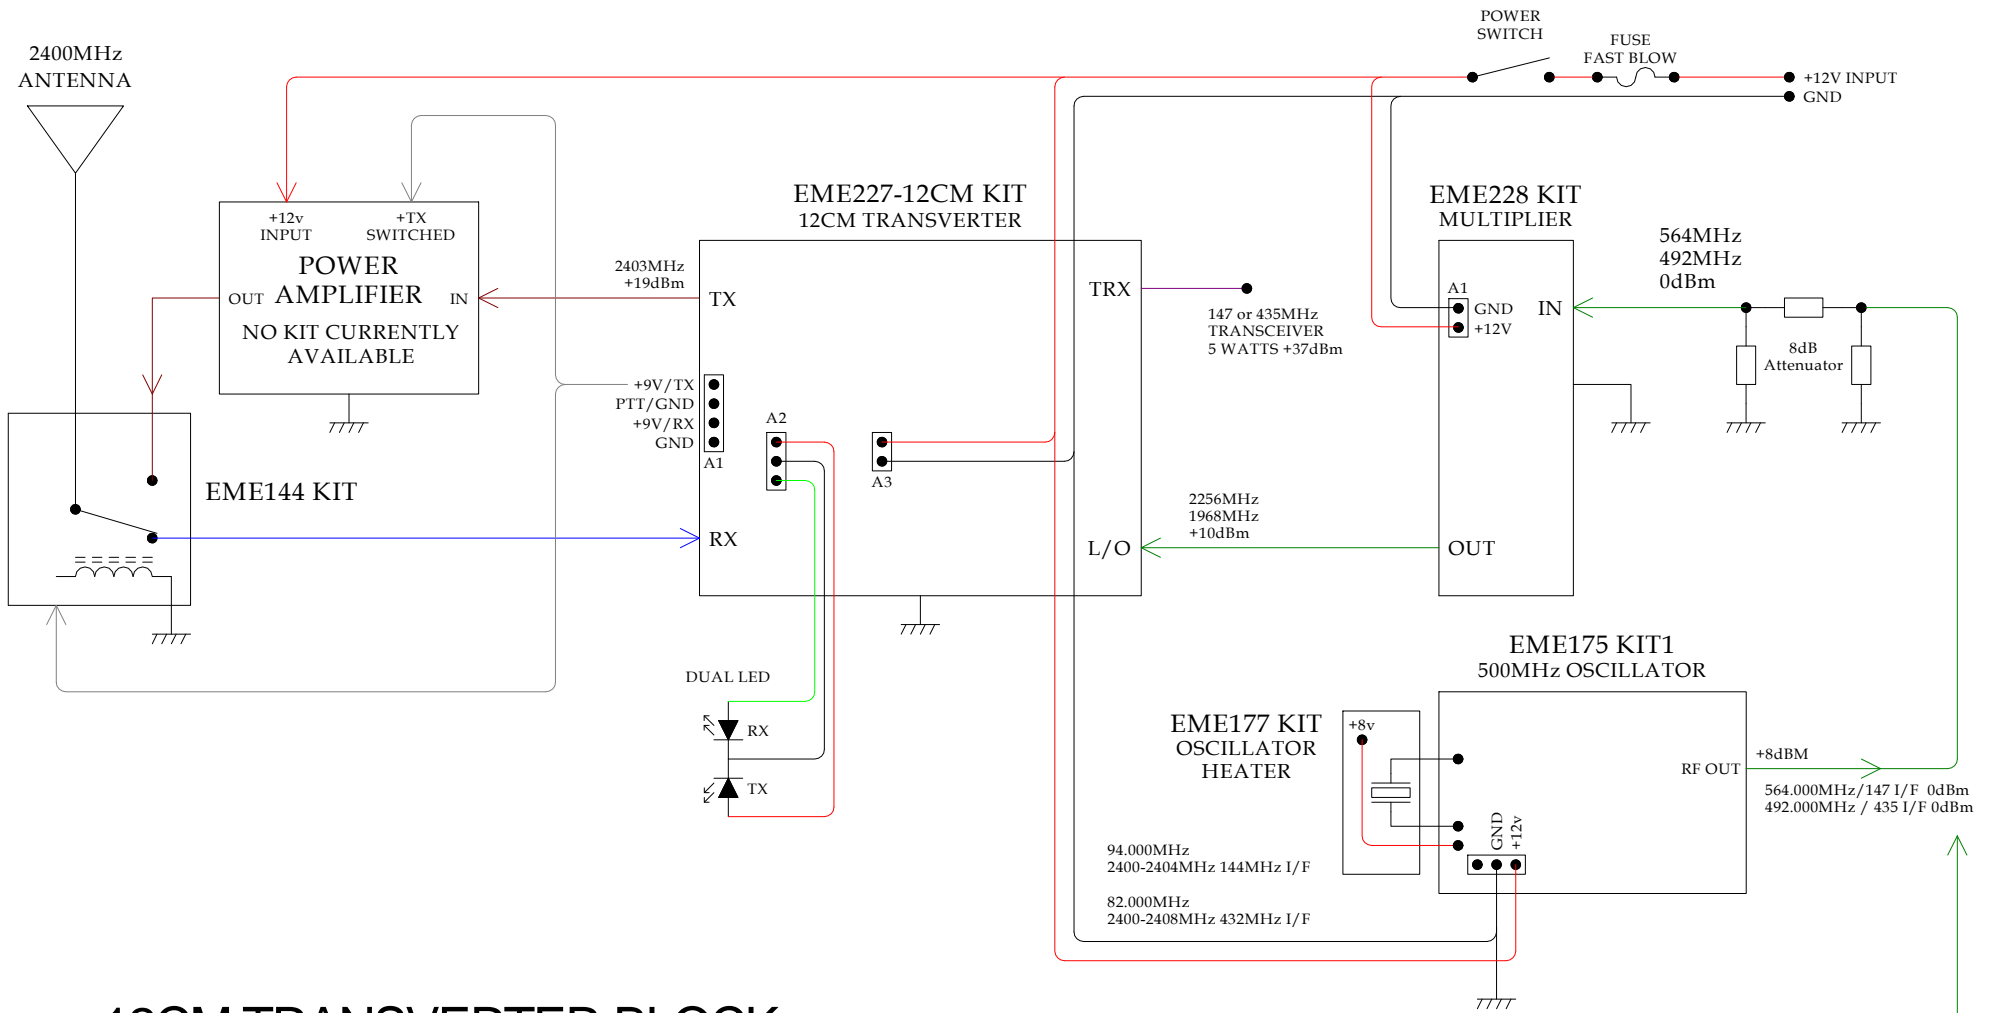 POWER
SWITCH
FUSE
FAST BLOW
+12V INPUT
GND
2400MHz
ANTENNA
+12v
INPUT
+TX
SWITCHED
POWER
AMPLIFIER
OUT
IN
NO KIT CURRENTLY
AVAILABLE
2403MHz
+19dBm
EME227-12CM KIT
12CM TRANSVERTER
TX
TRX
147 or 435MHz
TRANSCEIVER
5 WATTS +37dBm
+9V/TX
PTT/GND
+9V/RX
GND
A1
A2
A3
RX
L/O
EME228 KIT
MULTIPLIER
A1
GND
+12V
IN
OUT
564MHz
492MHz
0dBm
8dB
Attenuator
2256MHz
1968MHz
+10dBm
EME144 KIT
DUAL LED
RX
TX
EME175 KIT1
500MHz OSCILLATOR
EME177 KIT
OSCILLATOR
HEATER
+8v
GND
+12v
RF OUT
+8dBM
564.000MHz/147 I/F 0dBm
492.000MHz / 435 I/F 0dBm
94.000MHz
2400-2404MHz 144MHz I/F
82.000MHz
2400-2408MHz 432MHz I/F
12CM TRANSVERTER BLOCK